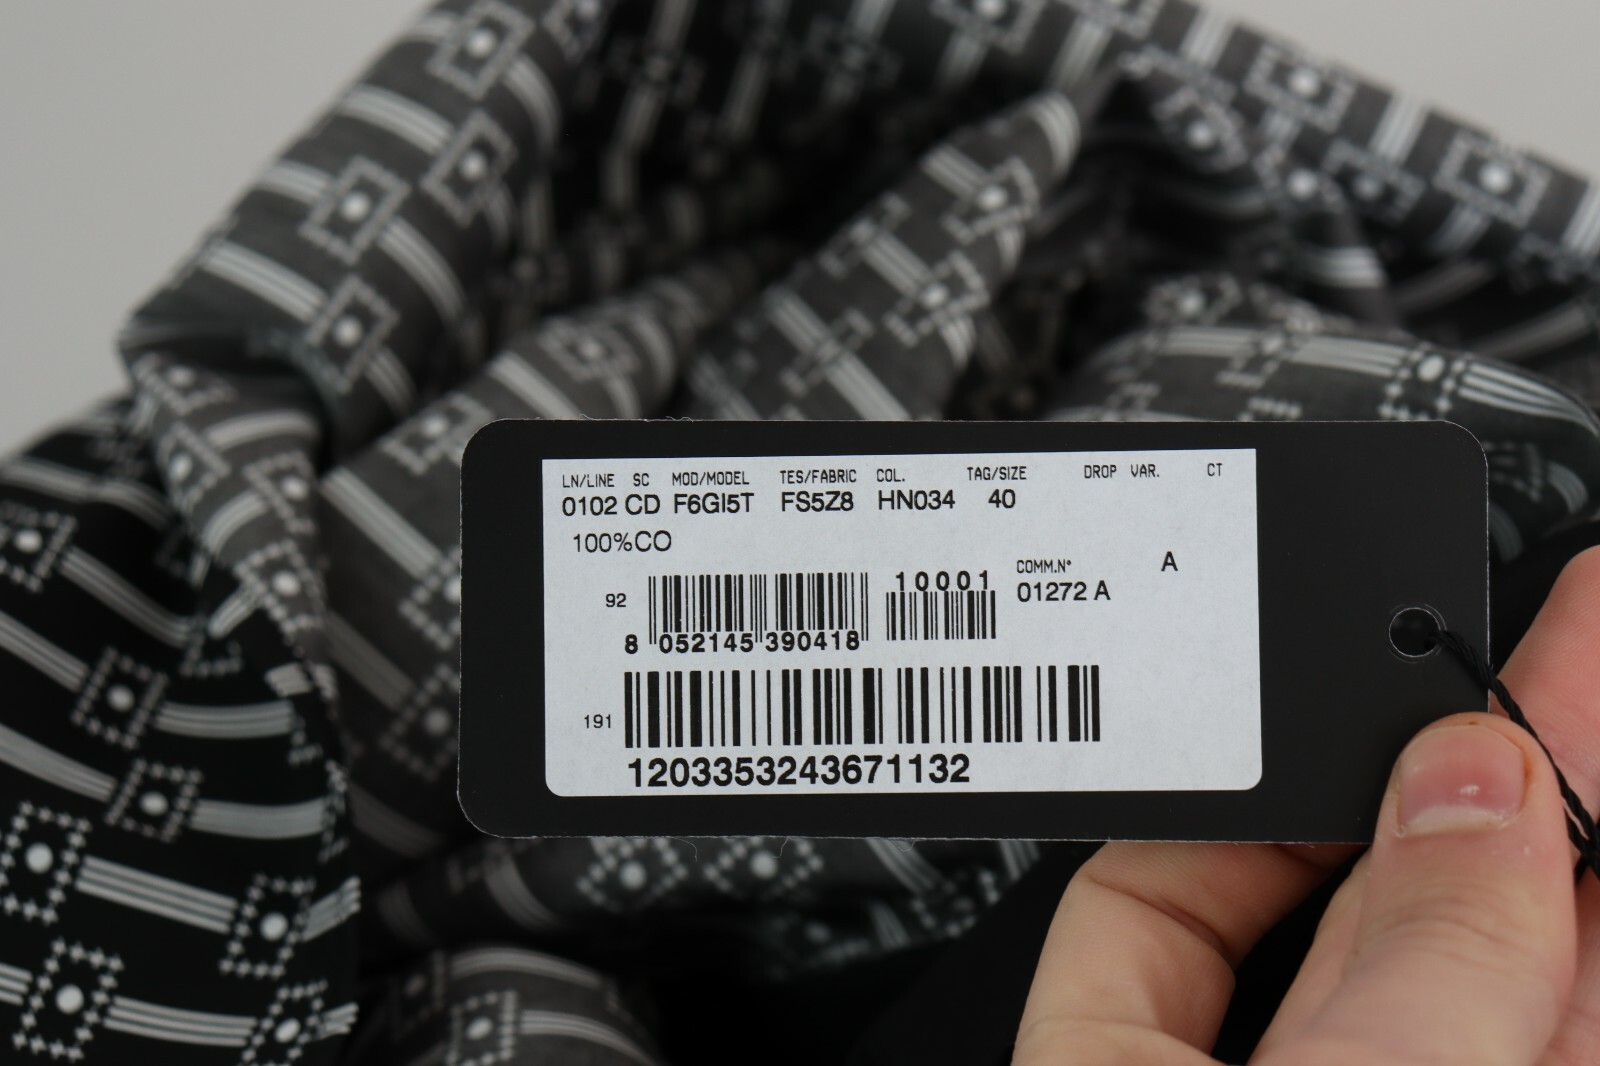 LN/LINE SC MOD/MODEL TES/FABRIC COL. TAG/SIZE DROP VAR. CT
0102 CD F6GI5T FS5Z8 HN034 40
100%CO
A
COMM.N°
01272 A
92
10001
8 052145 390418
191
1203353243671132